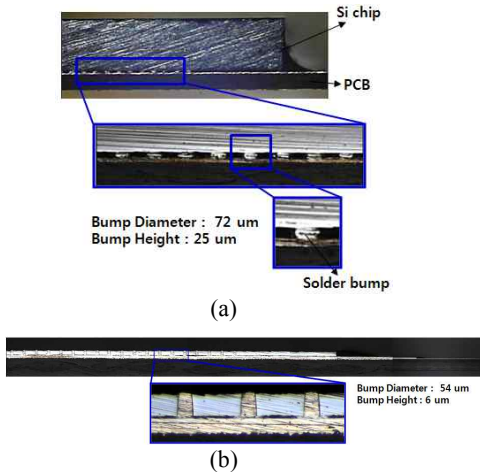 Si chip
PCB
Bump Diameter : 72 um
Bump Height : 25 um
Solder bump
(a)
Bump Diameter : 54 um
Bump Height : 6 um
(b)